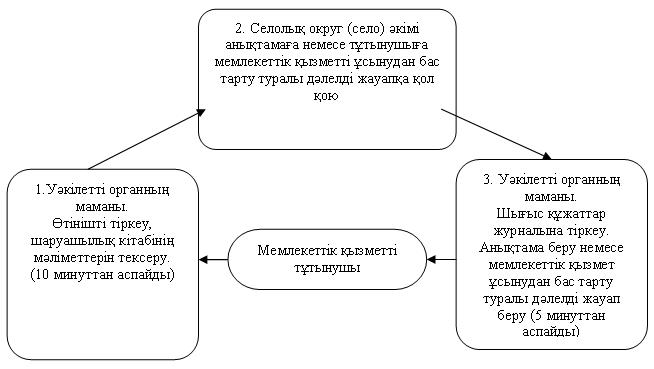 2. Селолық округ (село) әкімі
анықтамаға немесе тұтынушыға
мемлекеттік қызметті ұсынудан бас
тарту туралы дәлелді жауапқа қол
қою
1.Уәкілетті органның
маманы.
Өтінішті тіркеу,
шаруашылық кітабінің
мәліметтерін тексеру.
(10 минуттан аспайды)
Мемлекеттік қызметті
тұтынушы
3. Уәкілетті органның
маманы.
Шығыс құжаттар
журналына тіркеу.
Анықтама беру немесе
мемлекеттік қызмет
ұсынудан бас тарту
туралы дәлелді жауап
беру (5 минуттан
аспайды)